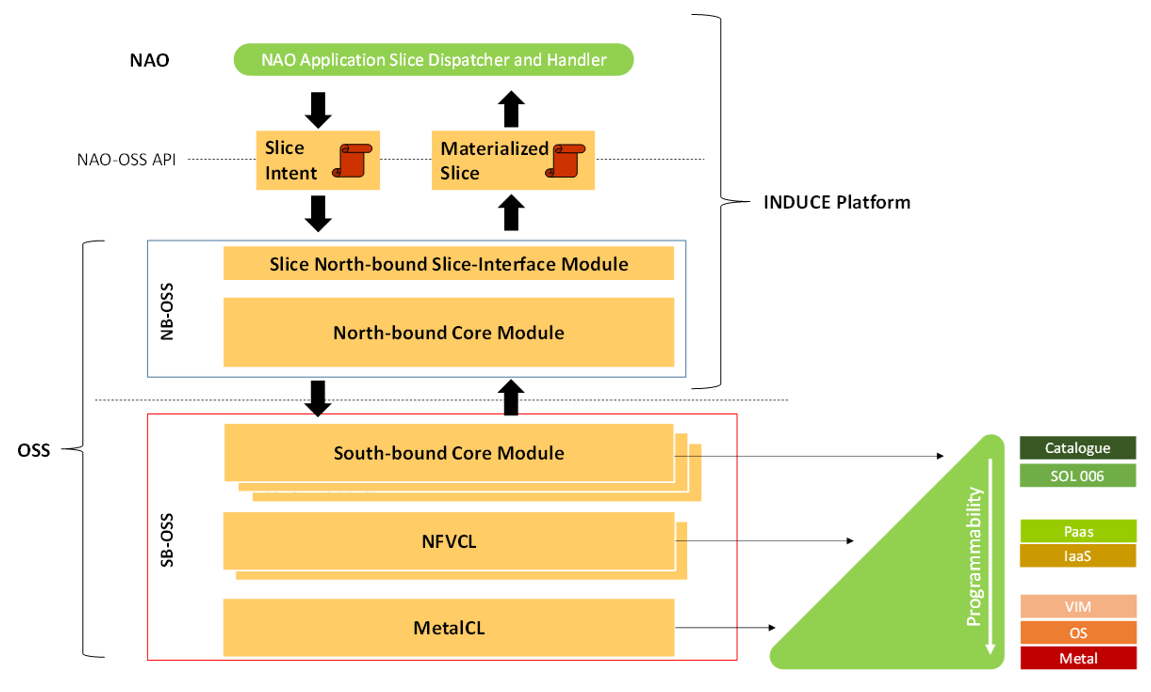 NAO
NAO Application Slice Dispatcher and Handler
NAO-OSS API
Slice
Intent
Materialized
Slice
INDUCE Platform
OSS
NB-OSS
Slice North-bound Slice-Interface Module
North-bound Core Module
SB-OSS
South-bound Core Module
NFVCL
MetalCL
Programmability
Catalogue
SOL 006
Paas
IaaS
VIM
OS
Metal